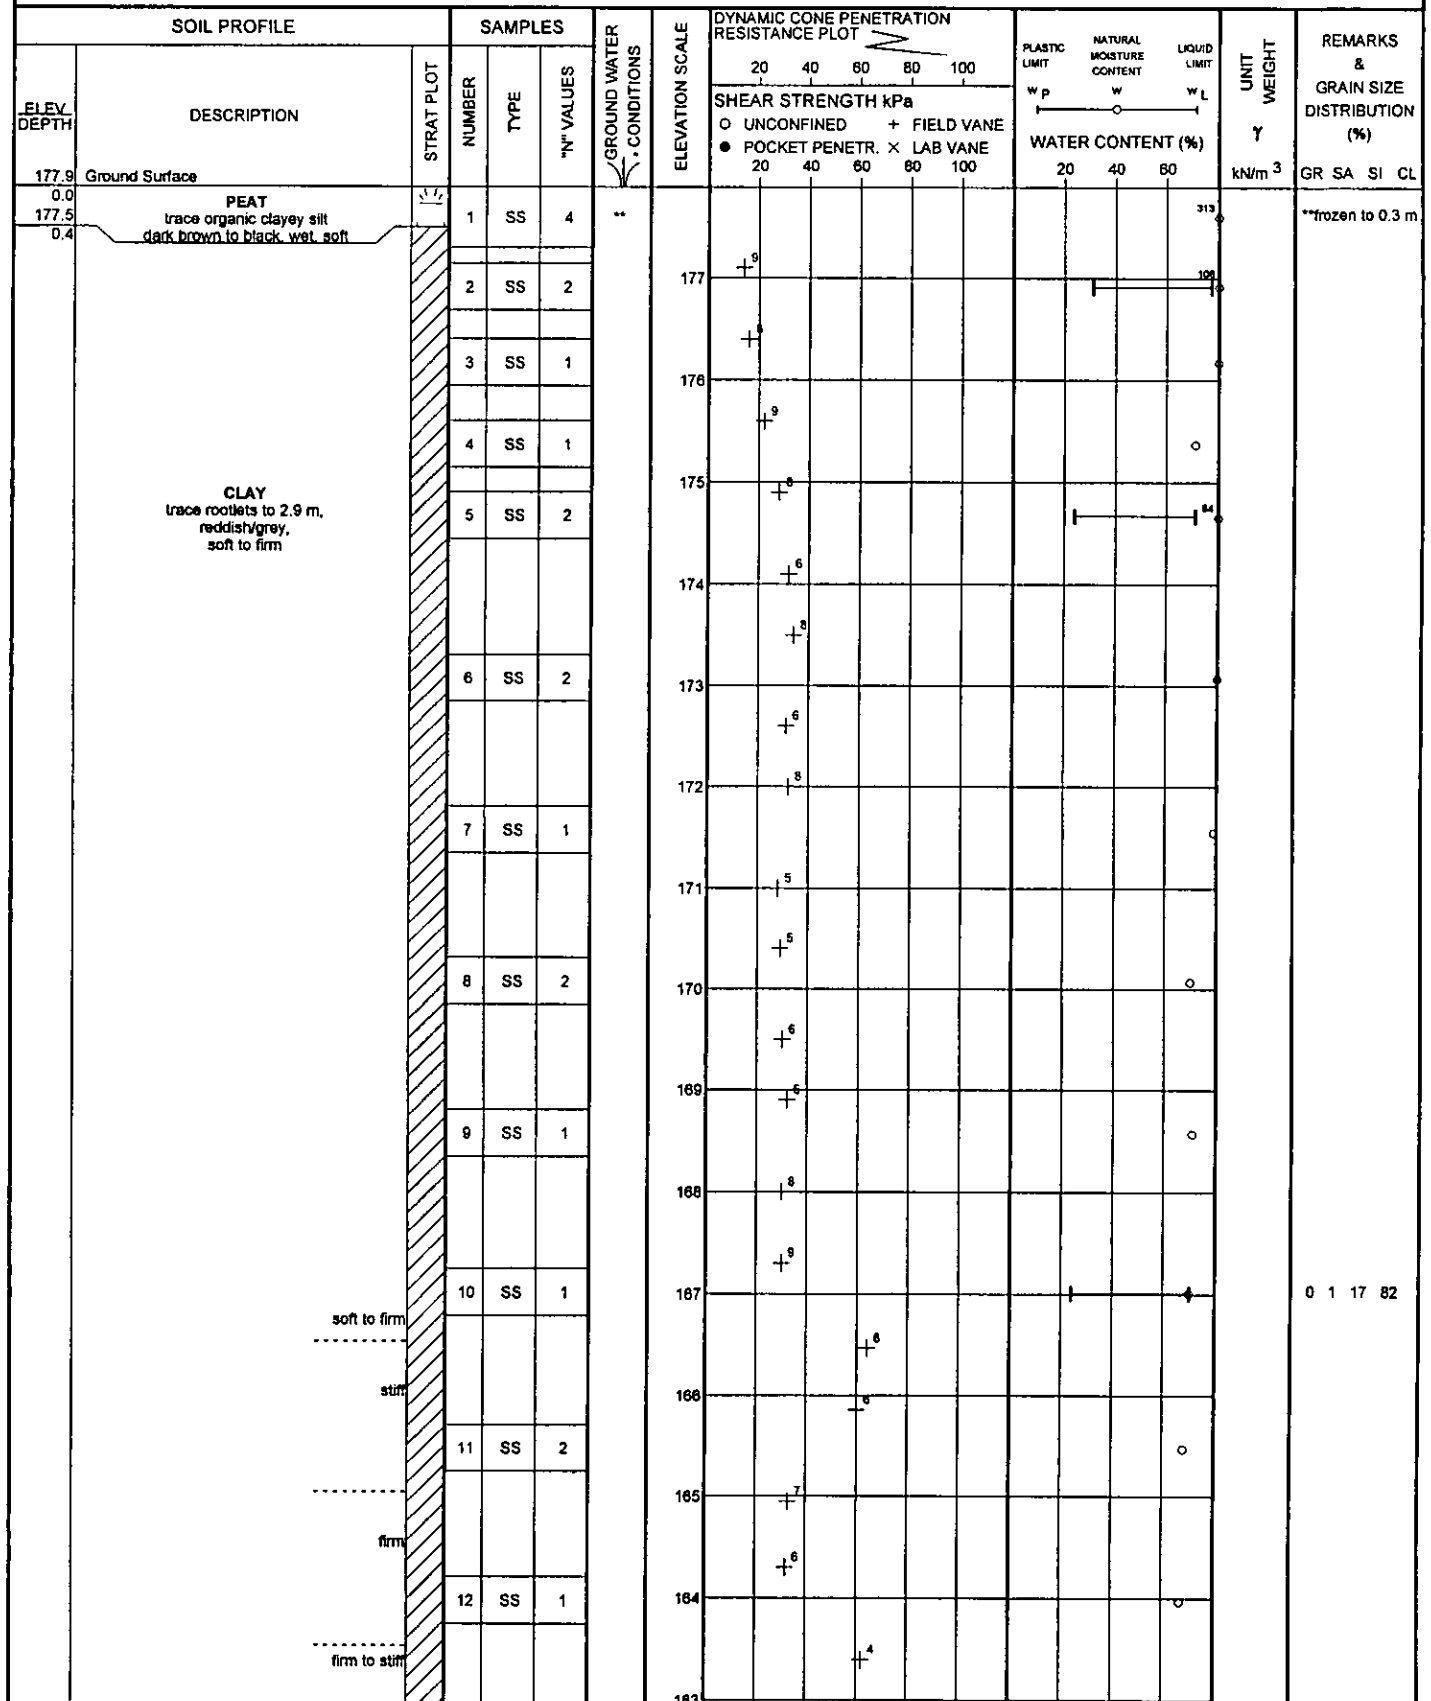 SOIL PROFILE
SAMPLES
GROUND WATER
CONDITIONS
ELEVATION SCALE
DYNAMIC CONE PENETRATION
RESISTANCE PLOT
20 40 60 80 100
SHEAR STRENGTH kPa
○ UNCONFINED + FIELD VANE
● POCKET PENETR. × LAB VANE
20 40 60 80 100
PLASTIC LIMIT
NATURAL MOISTURE CONTENT
LIQUID LIMIT
W P W W L
WATER CONTENT (%)
20 40 60
UNIT WEIGHT
γ
kN/m 3
REMARKS
&
GRAIN SIZE
DISTRIBUTION
(%)
GR SA SI CL
ELEV
DEPTH
DESCRIPTION
STRAT PLOT
NUMBER
TYPE
"N" VALUES
177.9 Ground Surface
0.0
177.5
0.4
PEAT
trace organic clayey silt
dark brown to black, wet, soft
1 SS 4 **
313
**frozen to 0.3 m
9
177
2 SS 2
3 SS 1
176
9
4 SS 1
175
CLAY
trace rootlets to 2.9 m,
reddish/grey,
soft to firm
5 SS 2
84
6
174
6 SS 2
173
6
8
172
7 SS 1
5
171
5
8 SS 2
170
6
169
9 SS 1
8
168
9
10 SS 1
167
0 1 17 82
soft to firm
stiff
166
11 SS 2
165
7
firm
6
12 SS 1
164
firm to stiff
4
163